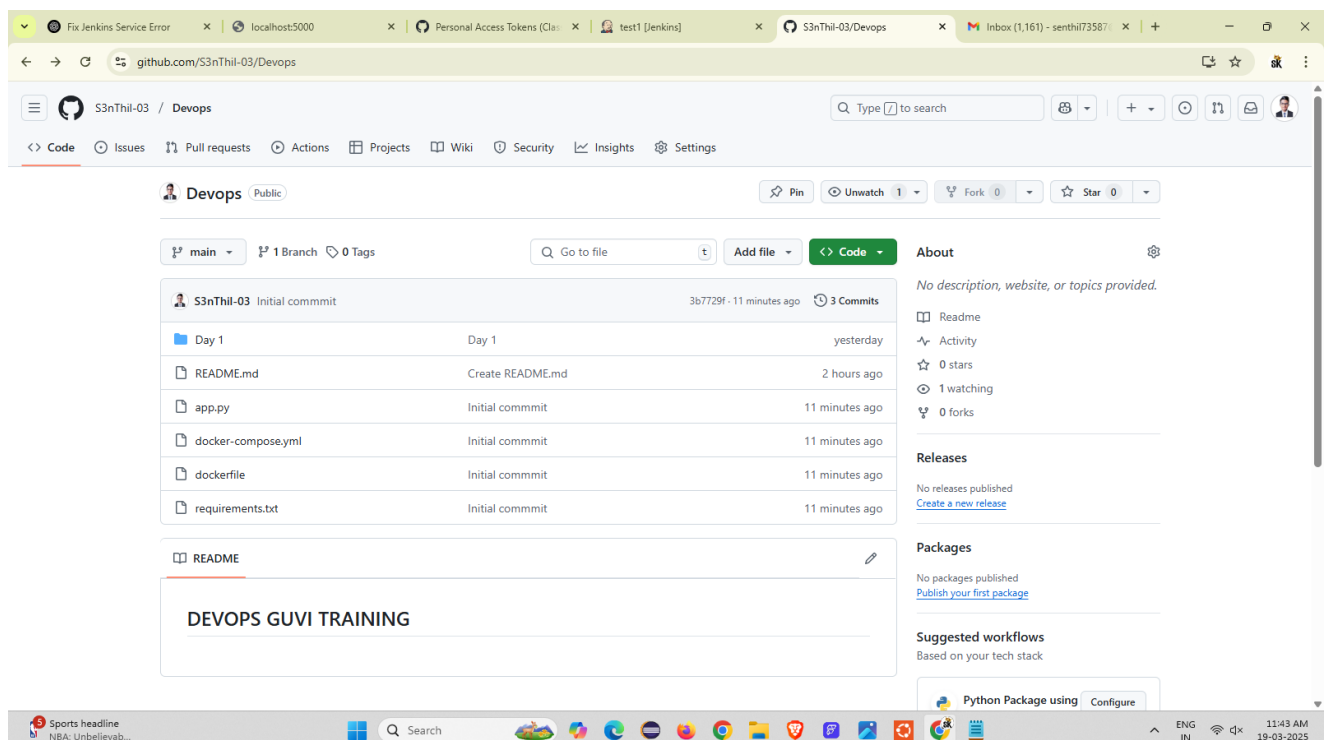 Fix Jenkins Service Error
localhost:5000
Personal Access Tokens (Clas
test1 [Jenkins]
S3nThil-03/Devops
Inbox (1,161) - senthil73587
github.com/S3nThil-03/Devops
sk
S3nThil-03 / Devops
Type / to search
Code Issues Pull requests Actions Projects Wiki Security Insights Settings
Devops Public
Pin Unwatch 1 Fork 0 Star 0
main 1 Branch 0 Tags Go to file t Add file Code
S3nThil-03 Initial commmit 3b7729f · 11 minutes ago 3 Commits
Day 1 Day 1 yesterday
README.md Create README.md 2 hours ago
app.py Initial commmit 11 minutes ago
docker-compose.yml Initial commmit 11 minutes ago
dockerfile Initial commmit 11 minutes ago
requirements.txt Initial commmit 11 minutes ago
README
DEVOPS GUVI TRAINING
About
No description, website, or topics provided.
Readme
Activity
0 stars
1 watching
0 forks
Releases
No releases published
Create a new release
Packages
No packages published
Publish your first package
Suggested workflows
Based on your tech stack
Python Package using Configure
5
Sports headline
NBA: Unbelievab...
Search
sk
ENG
IN
11:43 AM
19-03-2025